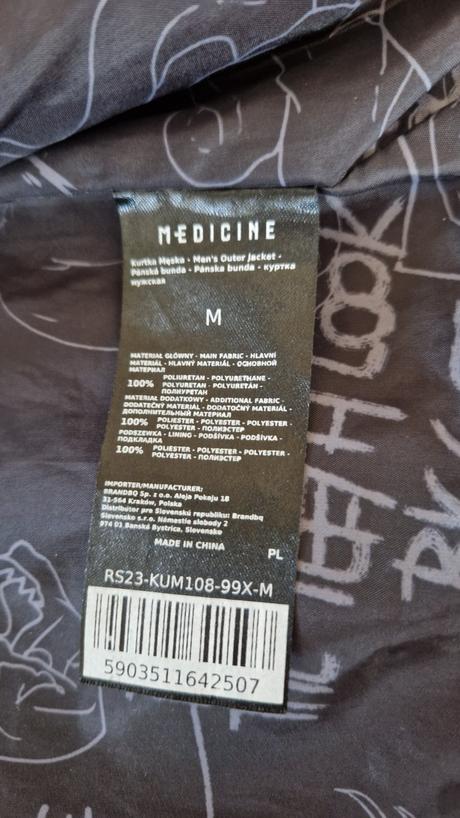 MEDICINE
Kurtka Męska - Men's Outer Jacket -
Pánská bunda - Pánska bunda - куртка
мужская
M
MATERIAŁ GŁÓWNY - MAIN FABRIC - HLAVNÍ
MATERIÁL - HLAVNÝ MATERIÁL - ОСНОВНОЙ
МАТЕРИАЛ
100% POLIURETAN - POLYURETHANE -
POLYURETAN - POLYURETÁN -
ПОЛИУРЕТАН
MATERIAŁ DODATKOWY - ADDITIONAL FABRIC -
DODATEČNÝ MATERIÁL - DODATOČNÝ MATERIÁL -
ДОПОЛНИТЕЛЬНЫЙ МАТЕРИАЛ
100% POLIESTER - POLYESTER - POLYESTER -
POLYESTER - ПОЛИЭСТЕР
PODSZEWKA - LINING - PODŠÍVKA - PODŠÍVKA -
ПОДКЛАДКА
100% POLIESTER - POLYESTER - POLYESTER -
POLYESTER - ПОЛИЭСТЕР
IMPORTER/MANUFACTURER:
BRANDBQ Sp. z o.o. Aleja Pokoju 18
31-564 Kraków, Polska
Distribútor pre Slovenskú republiku: Brandbq
Slovensko s.r.o. Námestie slobody 2
974 01 Banská Bystrica, Slovensko
MADE IN CHINA
PL
RS23-KUM108-99X-M
5903511642507
LOOK